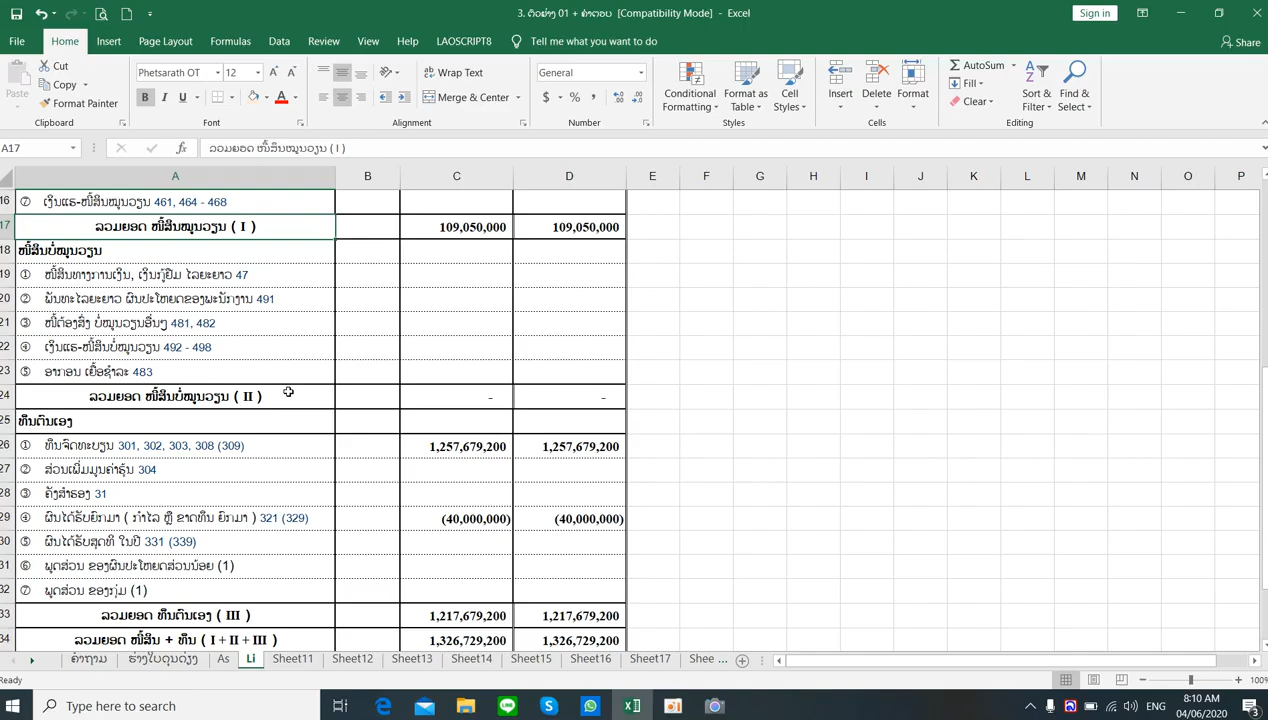 3. ຕົວຢ່າງ 01 + ຄຳຕອບ [Compatibility Mode] - Excel
Sign in
File Home Insert Page Layout Formulas Data Review View Help LAOSCRIPT8 Tell me what you want to do Share
Paste Cut Copy Format Painter Clipboard
Phetsarath OT 12 B I U Font
Wrap Text Merge & Center Alignment
General $ % , Number
Conditional Formatting Format as Table Cell Styles Styles
Insert Delete Format Cells
AutoSum Fill Clear Sort & Filter Find & Select Editing
A17 fx ລວມຍອດ ໜີ້ສິນໝູນວຽນ ( I )
A B C D E F G H I J K L M N O P
16 ⑦ ເງິນແຮ-ໜີ້ສິນໝູນວຽນ 461, 464 - 468
17 ລວມຍອດ ໜີ້ສິນໝູນວຽນ ( I ) 109,050,000 109,050,000
18 ໜີ້ສິນບໍ່ໝູນວຽນ
19 ① ໜີ້ສິນທາງການເງິນ, ເງິນກູ້ຢືມ ໄລຍະຍາວ 47
20 ② ພັນທະໄລຍະຍາວ ຜົນປະໂຫຍດຂອງພະນັກງານ 491
21 ③ ໜີ້ຕ້ອງສົ່ງ ບໍ່ໝູນວຽນອື່ນໆ 481, 482
22 ④ ເງິນແຮ-ໜີ້ສິນບໍ່ໝູນວຽນ 492 - 498
23 ⑤ ອາກອນ ເຍື້ອຊຳລະ 483
24 ລວມຍອດ ໜີ້ສິນບໍ່ໝູນວຽນ ( II ) - -
25 ທຶນຕົນເອງ
26 ① ທຶນຈົດທະບຽນ 301, 302, 303, 308 (309) 1,257,679,200 1,257,679,200
27 ② ສ່ວນເພີ່ມມູນຄ່າຮຸ້ນ 304
28 ③ ຄັງສຳຮອງ 31
29 ④ ຜົນໄດ້ຮັບຍົກມາ ( ກຳໄລ ຫຼື ຂາດທຶນ ຍົກມາ ) 321 (329) (40,000,000) (40,000,000)
30 ⑤ ຜົນໄດ້ຮັບສຸດທິ ໃນປີ 331 (339)
31 ⑥ ພູດສ່ວນ ຂອງຜົນປະໂຫຍດສ່ວນນ້ອຍ (1)
32 ⑦ ພູດສ່ວນ ຂອງກຸ່ມ (1)
33 ລວມຍອດ ທຶນຕົນເອງ ( III ) 1,217,679,200 1,217,679,200
34 ລວມຍອດ ໜີ້ສິນ + ທຶນ ( I + II + III ) 1,326,729,200 1,326,729,200
ຄຳຖາມ ຮ່າງໃບດຸນດ່ຽງ As Li Sheet11 Sheet12 Sheet13 Sheet14 Sheet15 Sheet16 Sheet17 Shee ...
Ready 100%
Type here to search ENG 8:10 AM
04/06/2020 3